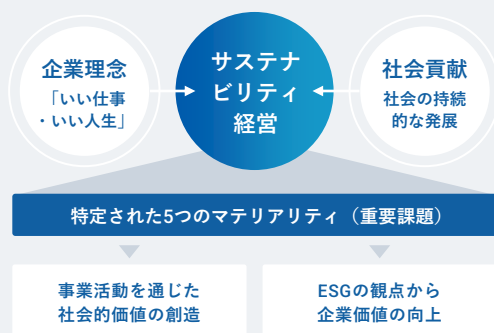 企業理念
「いい仕事
・いい人生」
サステナ
ビリティ
経営
社会貢献
社会の持続
的な発展
特定された5つのマテリアリティ（重要課題）
事業活動を通じた
社会的価値の創造
ESGの観点から
企業価値の向上